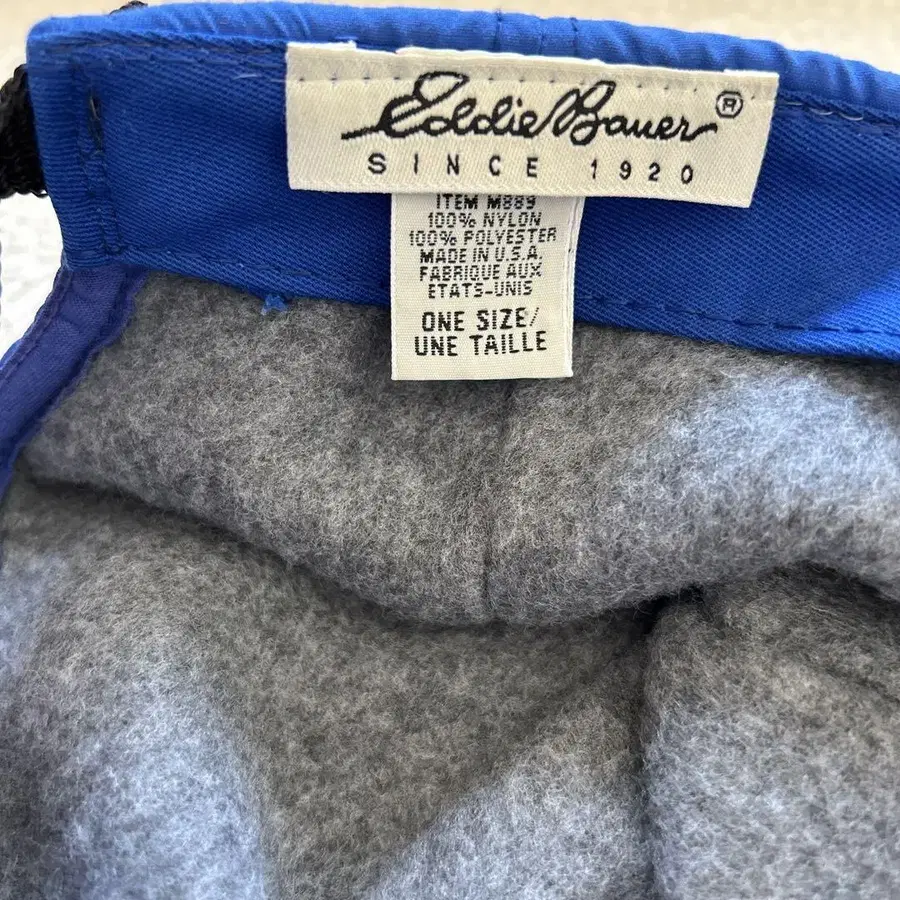 Eddie Bauer®
SINCE 1920
ITEM M889
100% NYLON
100% POLYESTER
MADE IN U.S.A.
FABRIQUE AUX
ETATS-UNIS
ONE SIZE/
UNE TAILLE